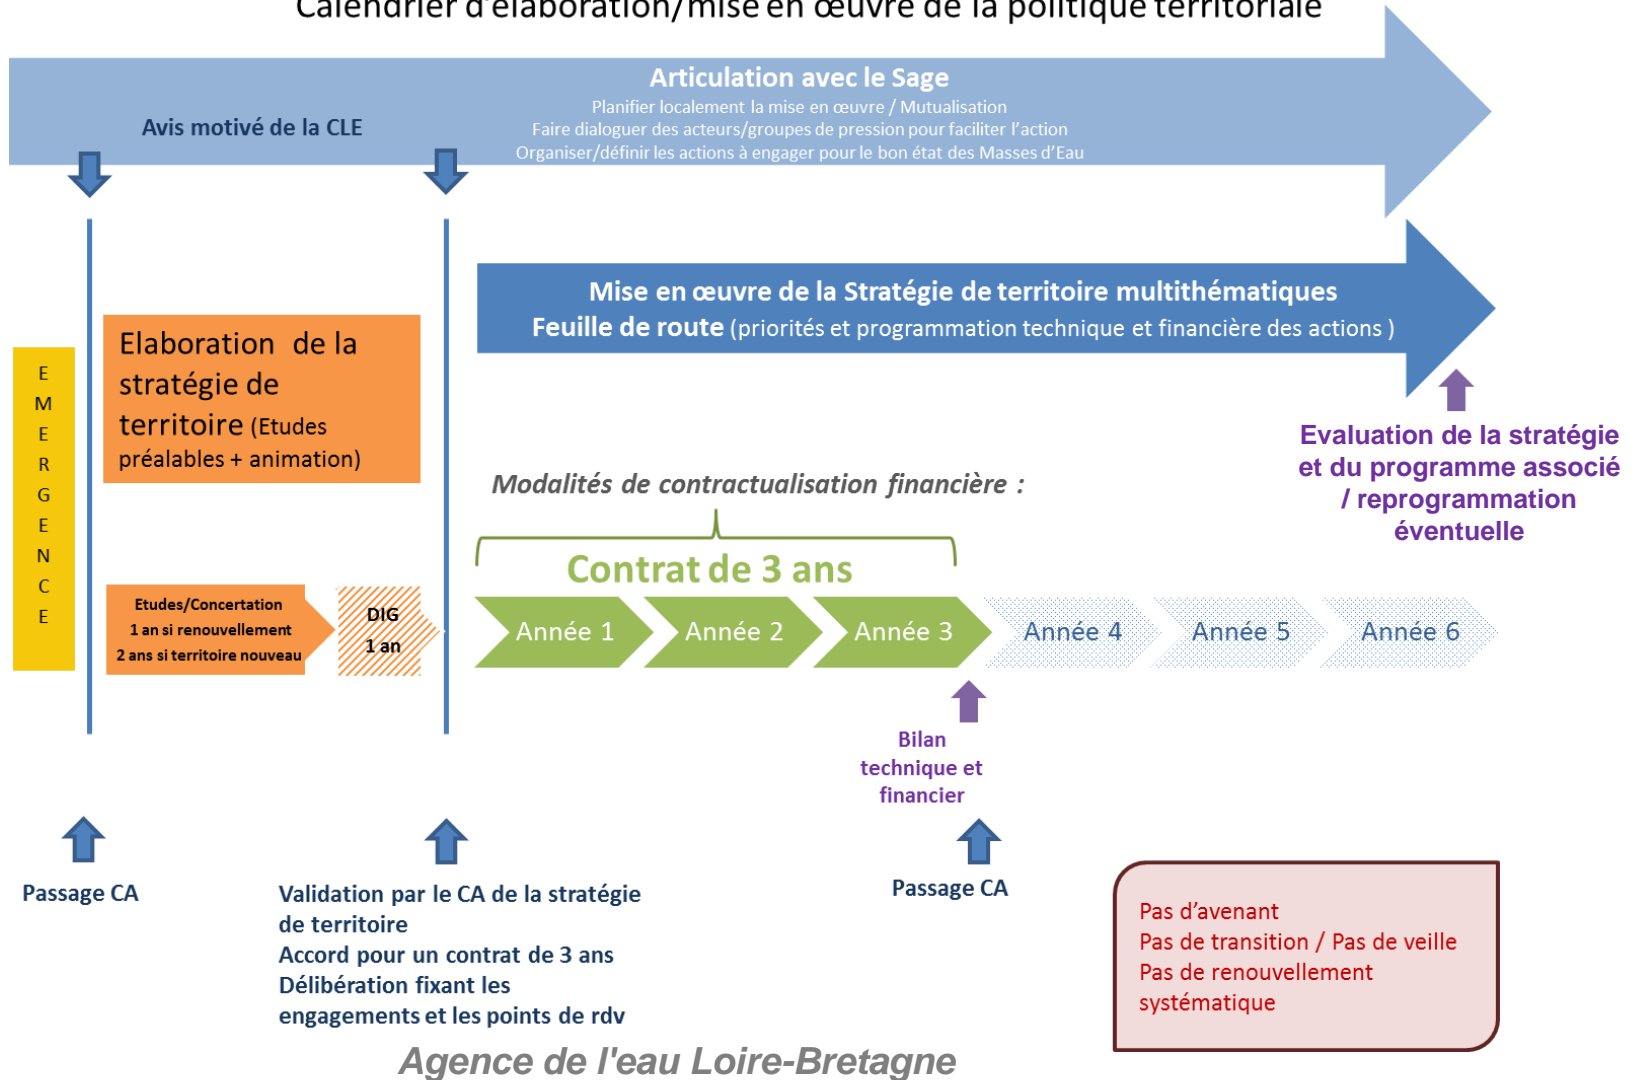 Calendrier d'élaboration/mise en œuvre de la politique territoriale
Articulation avec le Sage
Planifier localement la mise en œuvre / Mutualisation
Faire dialoguer des acteurs/groupes de pression pour faciliter l'action
Organiser/définir les actions à engager pour le bon état des Masses d'Eau
Avis motivé de la CLE
Mise en œuvre de la Stratégie de territoire multithématiques
Feuille de route (priorités et programmation technique et financière des actions )
E
M
E
R
G
E
N
C
E
Elaboration de la
stratégie de
territoire (Etudes
préalables + animation)
Evaluation de la stratégie
et du programme associé
/ reprogrammation
éventuelle
Modalités de contractualisation financière :
Contrat de 3 ans
Etudes/Concertation
1 an si renouvellement
2 ans si territoire nouveau
DIG
1 an
Année 1
Année 2
Année 3
Année 4
Année 5
Année 6
Bilan
technique et
financier
Passage CA
Validation par le CA de la stratégie
de territoire
Accord pour un contrat de 3 ans
Délibération fixant les
engagements et les points de rdv
Passage CA
Pas d'avenant
Pas de transition / Pas de veille
Pas de renouvellement
systématique
Agence de l'eau Loire-Bretagne